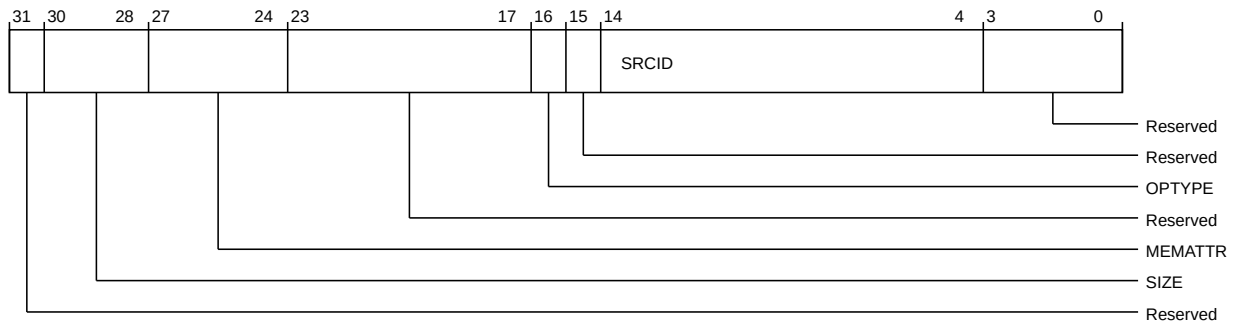 31 30 28 27 24 23 17 16 15 14 4 3 0
SRCID
Reserved
Reserved
OPTYPE
Reserved
MEMATTR
SIZE
Reserved